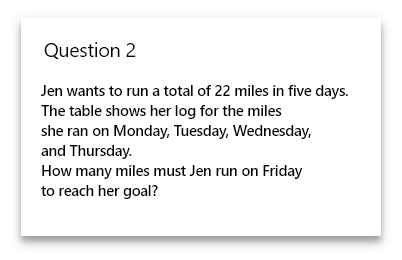 Question 2
Jen wants to run a total of 22 miles in five days.
The table shows her log for the miles
she ran on Monday, Tuesday, Wednesday,
and Thursday.
How many miles must Jen run on Friday
to reach her goal?